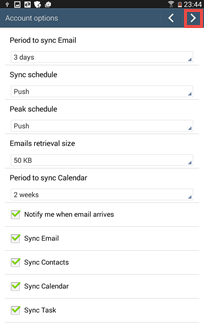 23:44
Account options
Period to sync Email
3 days
Sync schedule
Push
Peak schedule
Push
Emails retrieval size
50 KB
Period to sync Calendar
2 weeks
Notify me when email arrives
Sync Email
Sync Contacts
Sync Calendar
Sync Task